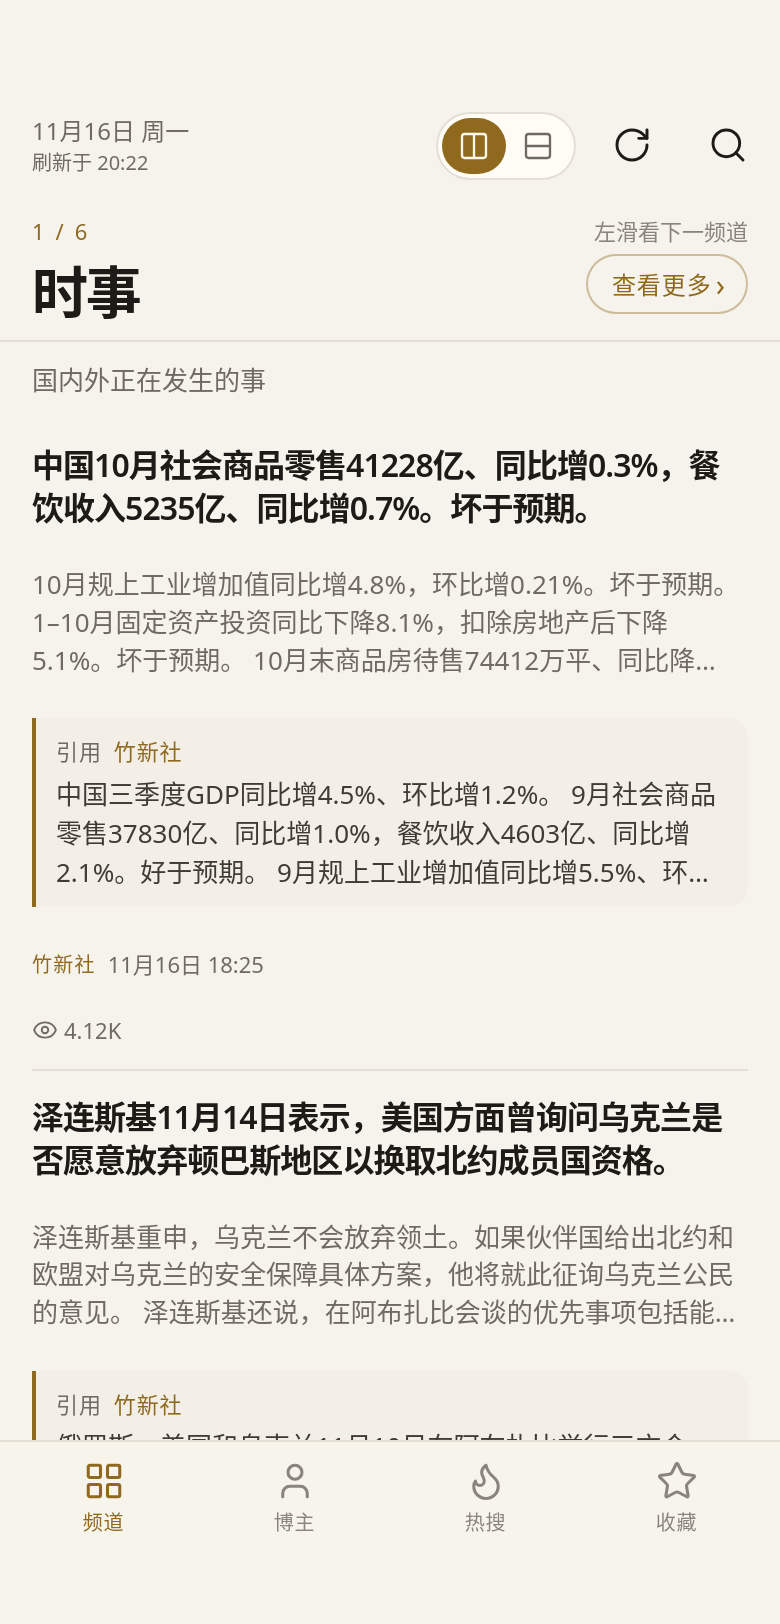 11月16日 周一
刷新于 20:22
1 / 6
左滑看下一频道
时事
查看更多 ›
国内外正在发生的事
中国10月社会商品零售41228亿、同比增0.3%，餐
饮收入5235亿、同比增0.7%。坏于预期。
10月规上工业增加值同比增4.8%，环比增0.21%。坏于预期。
1–10月固定资产投资同比下降8.1%，扣除房地产后下降
5.1%。坏于预期。 10月末商品房待售74412万平、同比降...
引用 竹新社
中国三季度GDP同比增4.5%、环比增1.2%。 9月社会商品
零售37830亿、同比增1.0%，餐饮收入4603亿、同比增
2.1%。好于预期。 9月规上工业增加值同比增5.5%、环...
竹新社 11月16日 18:25
4.12K
泽连斯基11月14日表示，美国方面曾询问乌克兰是
否愿意放弃顿巴斯地区以换取北约成员国资格。
泽连斯基重申，乌克兰不会放弃领土。如果伙伴国给出北约和
欧盟对乌克兰的安全保障具体方案，他将就此征询乌克兰公民
的意见。 泽连斯基还说，在阿布扎比会谈的优先事项包括能...
引用 竹新社
频道
博主
热搜
收藏